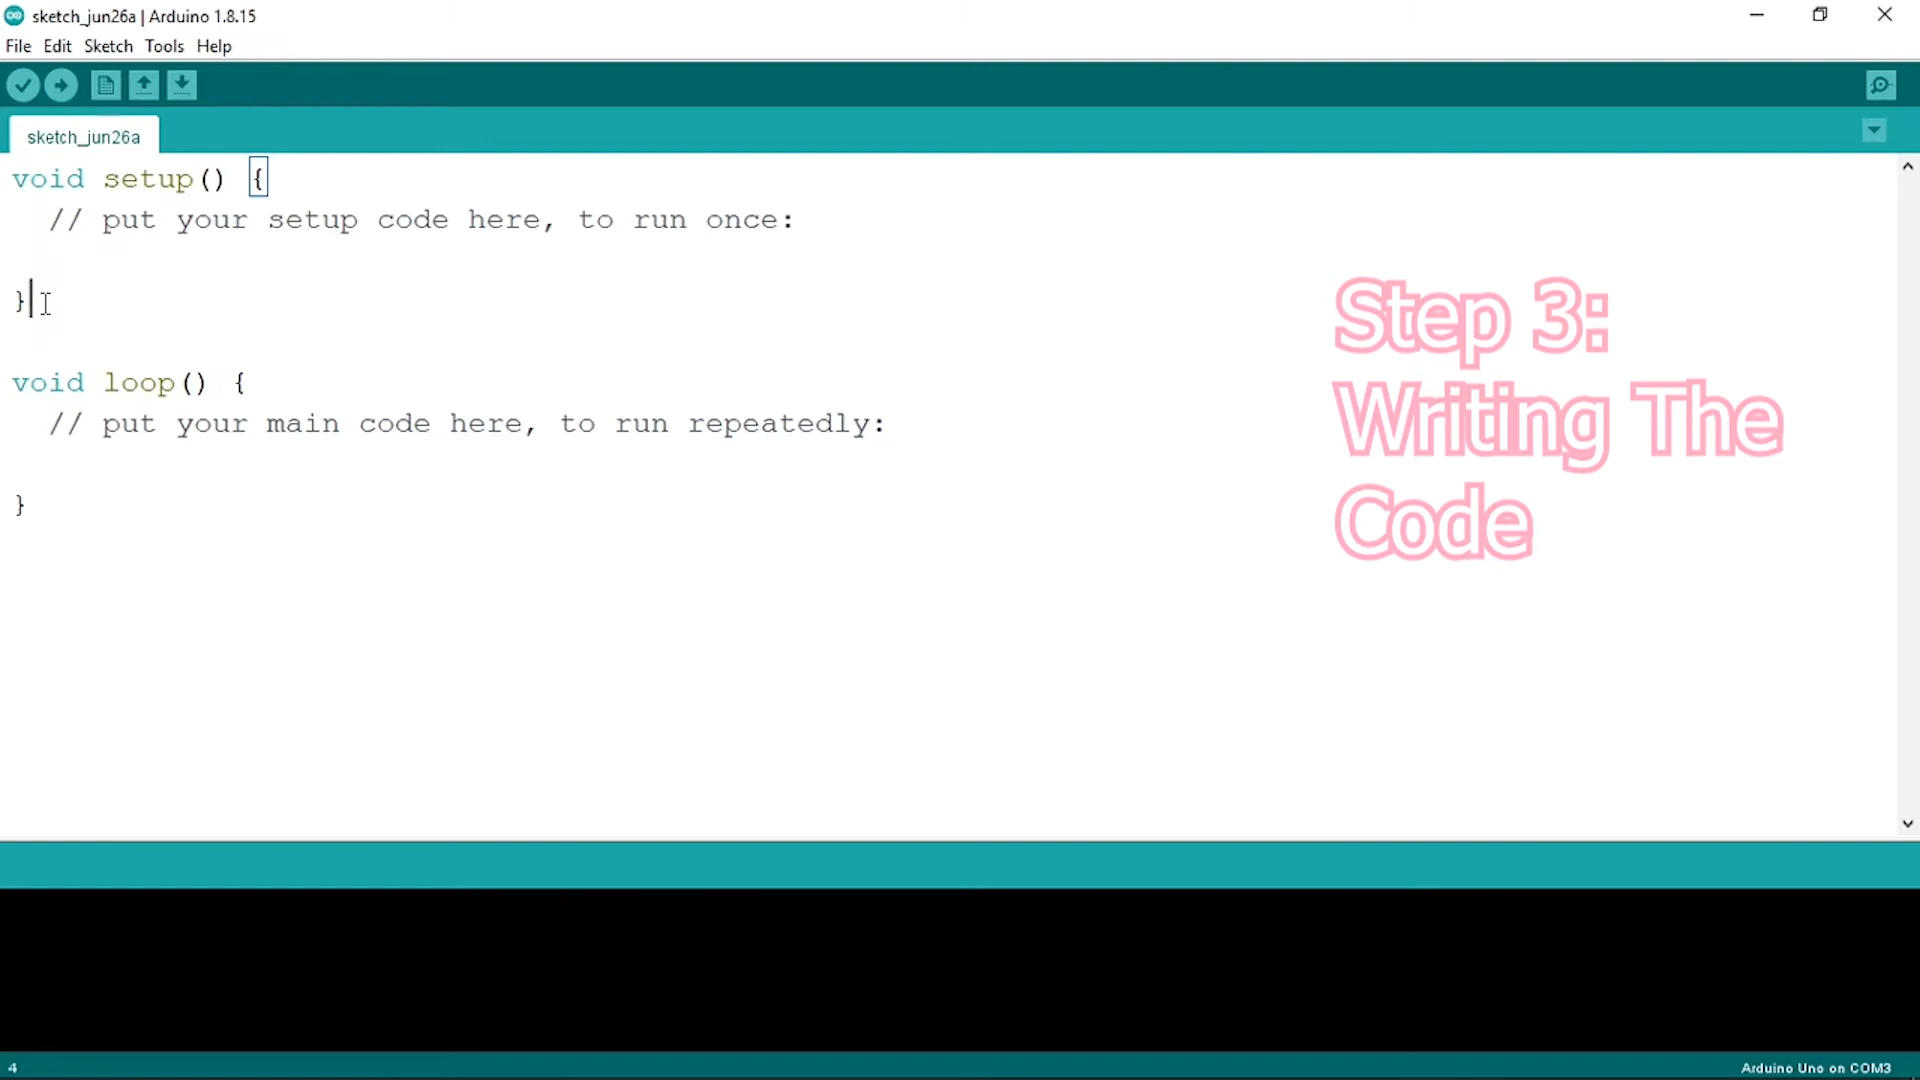 sketch_jun26a | Arduino 1.8.15
File Edit Sketch Tools Help
sketch_jun26a
void setup() {
// put your setup code here, to run once:
}
void loop() {
// put your main code here, to run repeatedly:
}
Step 3:
Writing The
Code
4
Arduino Uno on COM3